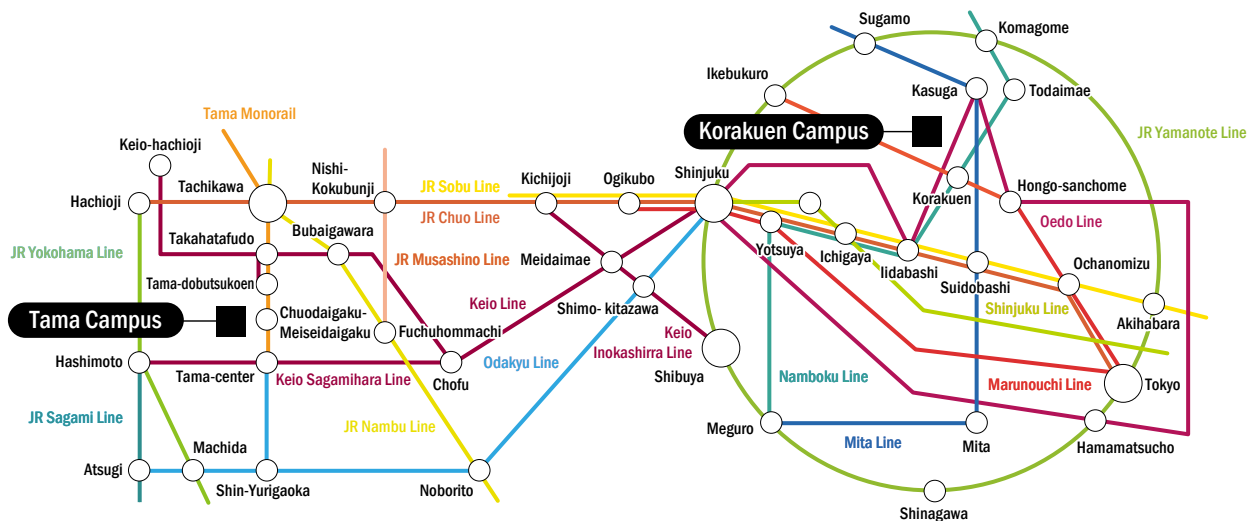 Sugamo
Komagome
Ikebukuro
Kasuga
Todaimae
Tama Monorail
Korakuen Campus
JR Yamanote Line
Keio-hachioji
Nishi-
Kokubunji
Tachikawa
JR Sobu Line
Kichijoji
Ogikubo
Shinjuku
Hachioji
Korakuen
Hongo-sanchome
JR Chuo Line
Oedo Line
Bubaigawara
Takahatafudo
JR Yokohama Line
JR Musashino Line
Meidaimae
Yotsuya
Ichigaya
Iidabashi
Ochanomizu
Tama-dobutsukoen
Suidobashi
Keio Line
Shimo- kitazawa
Shinjuku Line
Akihabara
Tama Campus
Chuodaigaku-
Meiseidaigaku
Fuchuhommachi
Keio
Inokashirra Line
Shibuya
Hashimoto
Tama-center
Keio Sagamihara Line
Chofu
Odakyu Line
Namboku Line
Marunouchi Line
Tokyo
JR Sagami Line
JR Nambu Line
Meguro
Mita Line
Mita
Hamamatsucho
Machida
Atsugi
Shin-Yurigaoka
Noborito
Shinagawa